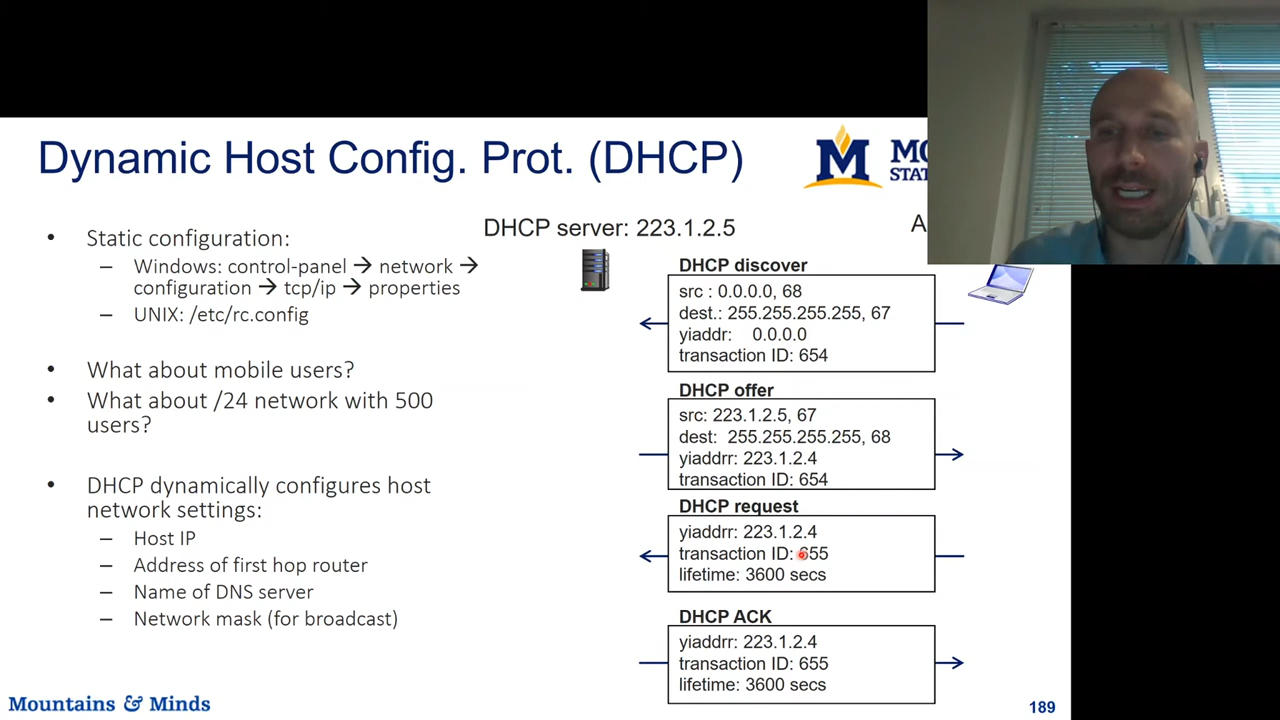 Dynamic Host Config. Prot. (DHCP)
M
STAT
• Static configuration:
– Windows: control-panel → network →
configuration → tcp/ip → properties
– UNIX: /etc/rc.config
• What about mobile users?
• What about /24 network with 500
users?
• DHCP dynamically configures host
network settings:
– Host IP
– Address of first hop router
– Name of DNS server
– Network mask (for broadcast)
DHCP server: 223.1.2.5
A
DHCP discover
src : 0.0.0.0, 68
dest.: 255.255.255.255, 67
yiaddr: 0.0.0.0
transaction ID: 654
DHCP offer
src: 223.1.2.5, 67
dest: 255.255.255.255, 68
yiaddrr: 223.1.2.4
transaction ID: 654
DHCP request
yiaddrr: 223.1.2.4
transaction ID: 655
lifetime: 3600 secs
DHCP ACK
yiaddrr: 223.1.2.4
transaction ID: 655
lifetime: 3600 secs
Mountains & Minds
189